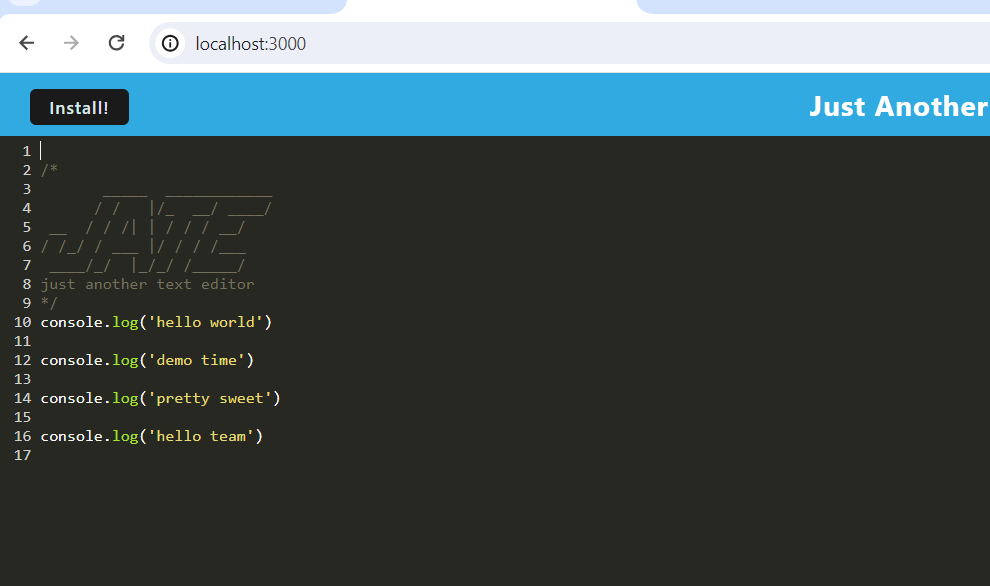 localhost:3000
Install!
Just Another
1
2 /*
3        _____  ____________
4       / /   |/_  __/ ____/
5  __  / / /| | / / / __/
6 / /_/ / ___ |/ / / /___
7  ____/_/  |_/_/ /_____/
8 just another text editor
9 */
10 console.log('hello world')
11
12 console.log('demo time')
13
14 console.log('pretty sweet')
15
16 console.log('hello team')
17